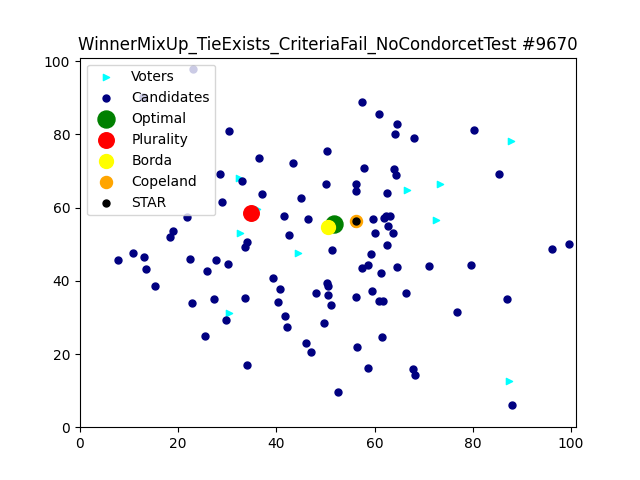 WinnerMixUp_TieExists_CriteriaFail_NoCondorcetTest #9670
100
80
60
40
20
0
0 20 40 60 80 100
Voters
Candidates
Optimal
Plurality
Borda
Copeland
STAR